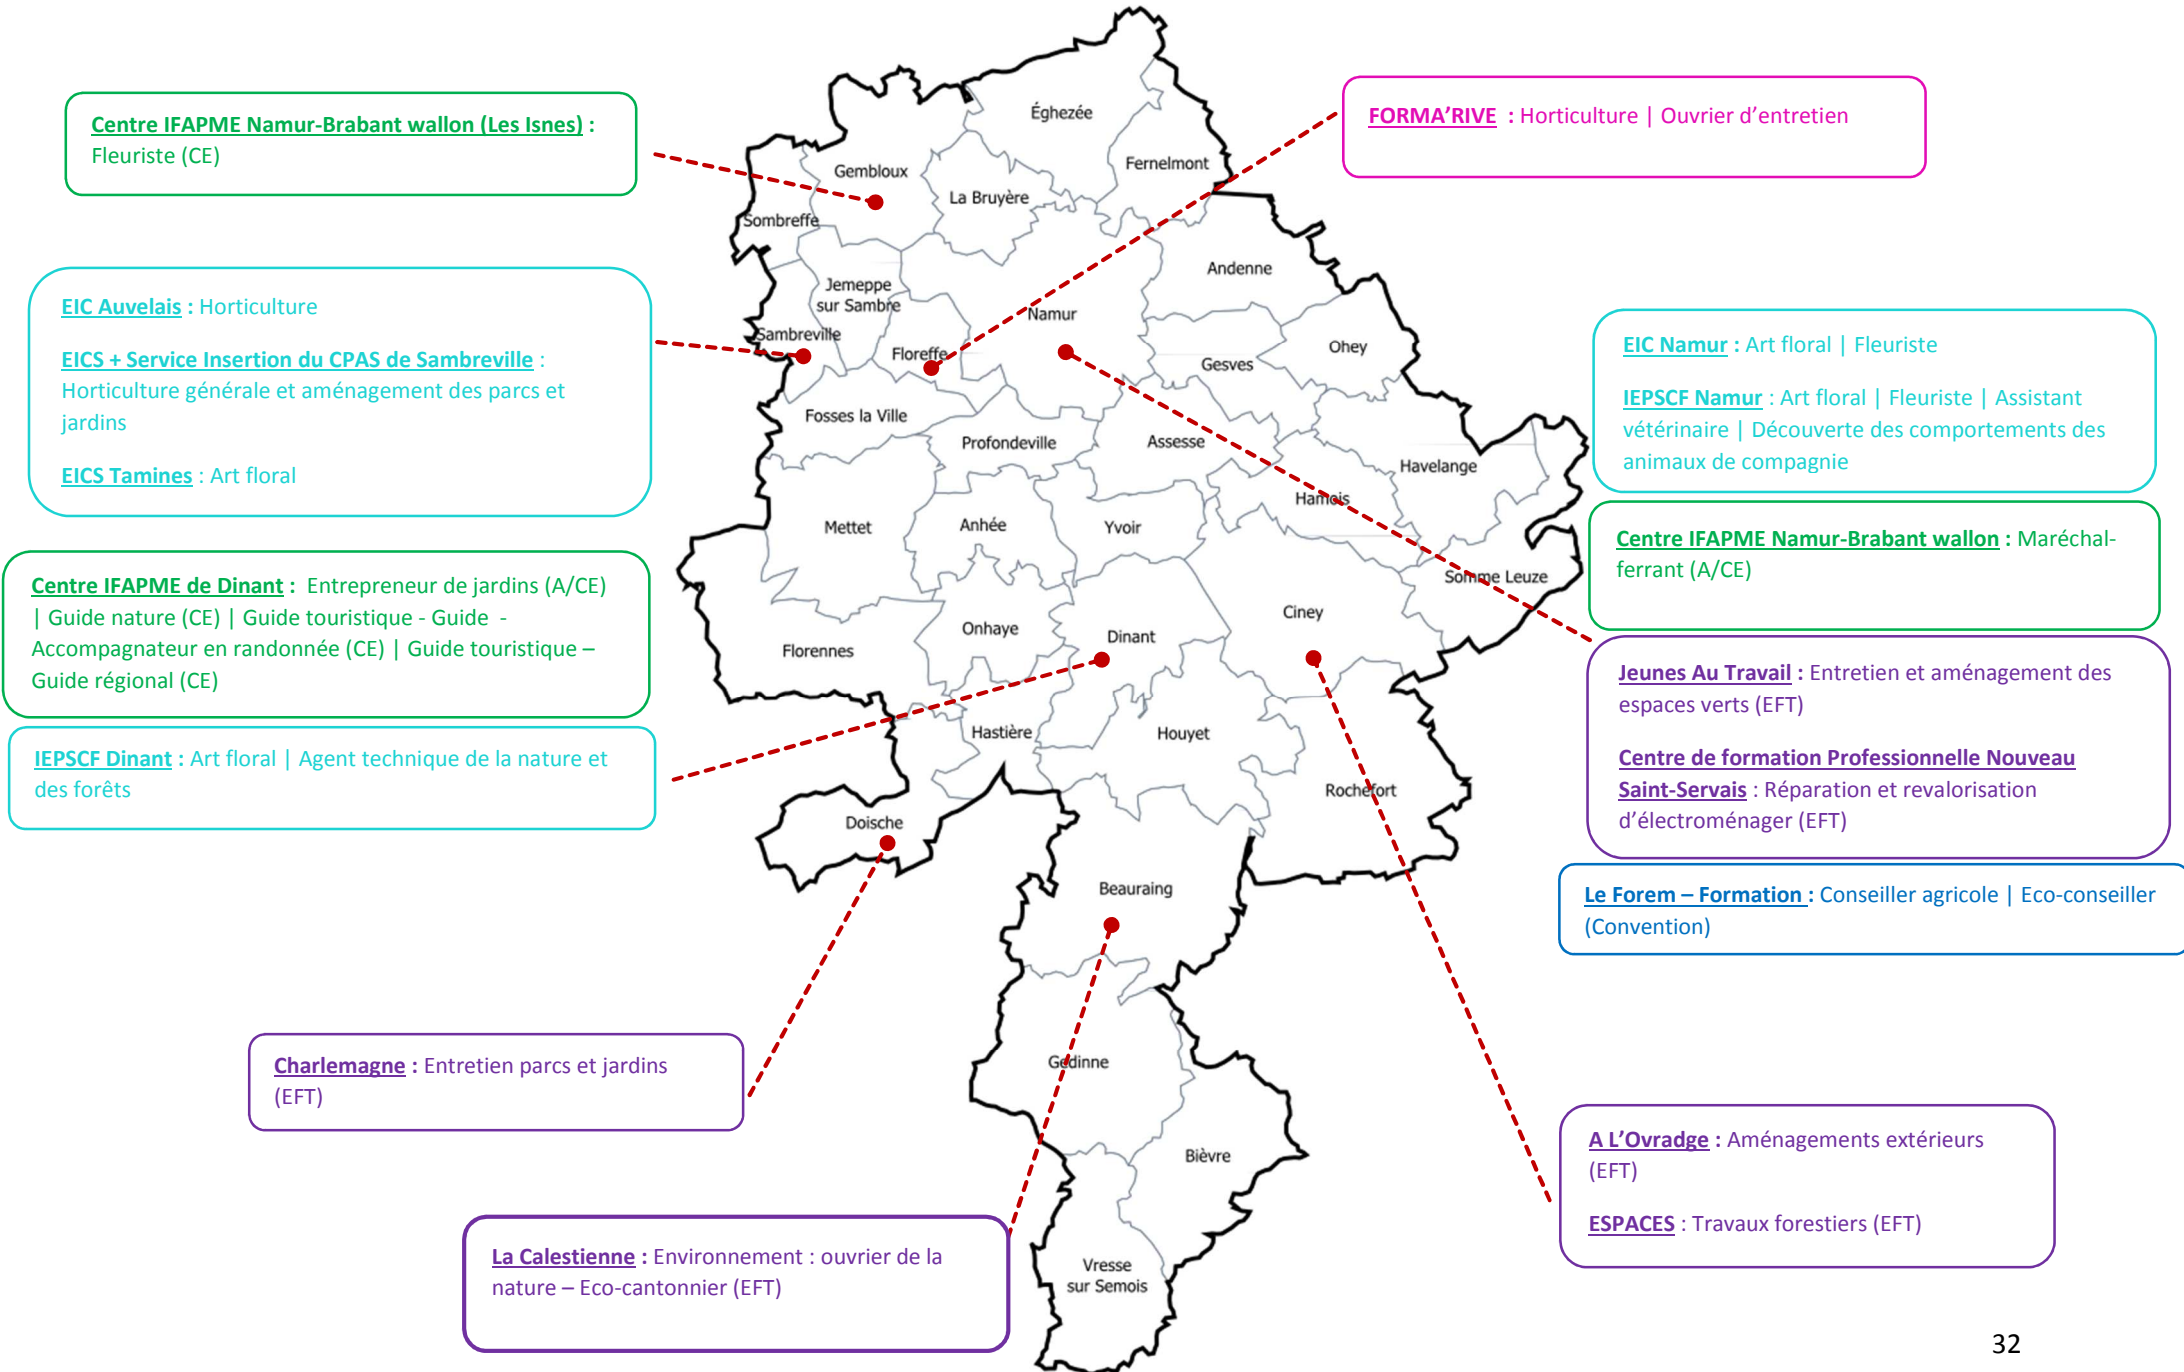 Centre IFAPME Namur-Brabant wallon (Les Isnes) :
Fleuriste (CE)
FORMA’RIVE : Horticulture | Ouvrier d’entretien
EIC Auvelais : Horticulture
EICS + Service Insertion du CPAS de Sambreville :
Horticulture générale et aménagement des parcs et
jardins
EICS Tamines : Art floral
Centre IFAPME de Dinant : Entrepreneur de jardins (A/CE)
| Guide nature (CE) | Guide touristique - Guide -
Accompagnateur en randonnée (CE) | Guide touristique –
Guide régional (CE)
IEPSCF Dinant : Art floral | Agent technique de la nature et
des forêts
Charlemagne : Entretien parcs et jardins
(EFT)
La Calestienne : Environnement : ouvrier de la
nature – Eco-cantonnier (EFT)
Éghezée
Fernelmont
Gembloux
La Bruyère
Sombreffe
Andenne
Jemeppe
sur Sambre
Namur
Sambreville
Floreffe
Ohey
Gesves
Fosses la Ville
Profondeville
Assesse
Havelange
Hamois
Mettet
Anhée
Yvoir
Somme Leuze
Ciney
Onhaye
Dinant
Florennes
Hastière
Houyet
Rochefort
Doische
Beauraing
Gedinne
Bièvre
Vresse
sur Semois
EIC Namur : Art floral | Fleuriste
IEPSCF Namur : Art floral | Fleuriste | Assistant
vétérinaire | Découverte des comportements des
animaux de compagnie
Centre IFAPME Namur-Brabant wallon : Maréchal-
ferrant (A/CE)
Jeunes Au Travail : Entretien et aménagement des
espaces verts (EFT)
Centre de formation Professionnelle Nouveau
Saint-Servais : Réparation et revalorisation
d’électroménager (EFT)
Le Forem – Formation : Conseiller agricole | Eco-conseiller
(Convention)
A L’Ovradge : Aménagements extérieurs
(EFT)
ESPACES : Travaux forestiers (EFT)
32